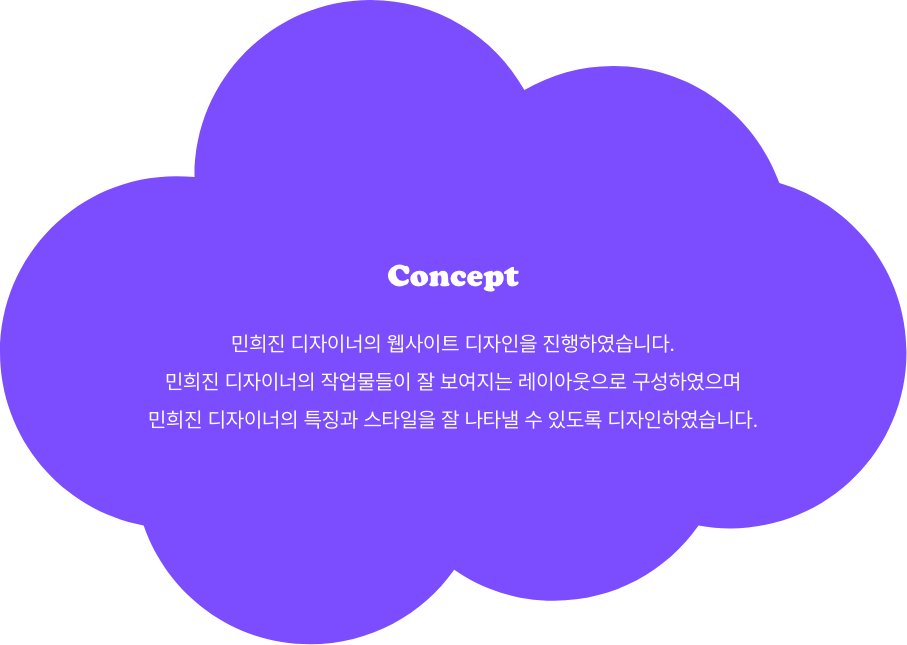 Concept
민희진 디자이너의 웹사이트 디자인을 진행하였습니다.
민희진 디자이너의 작업물들이 잘 보여지는 레이아웃으로 구성하였으며
민희진 디자이너의 특징과 스타일을 잘 나타낼 수 있도록 디자인하였습니다.